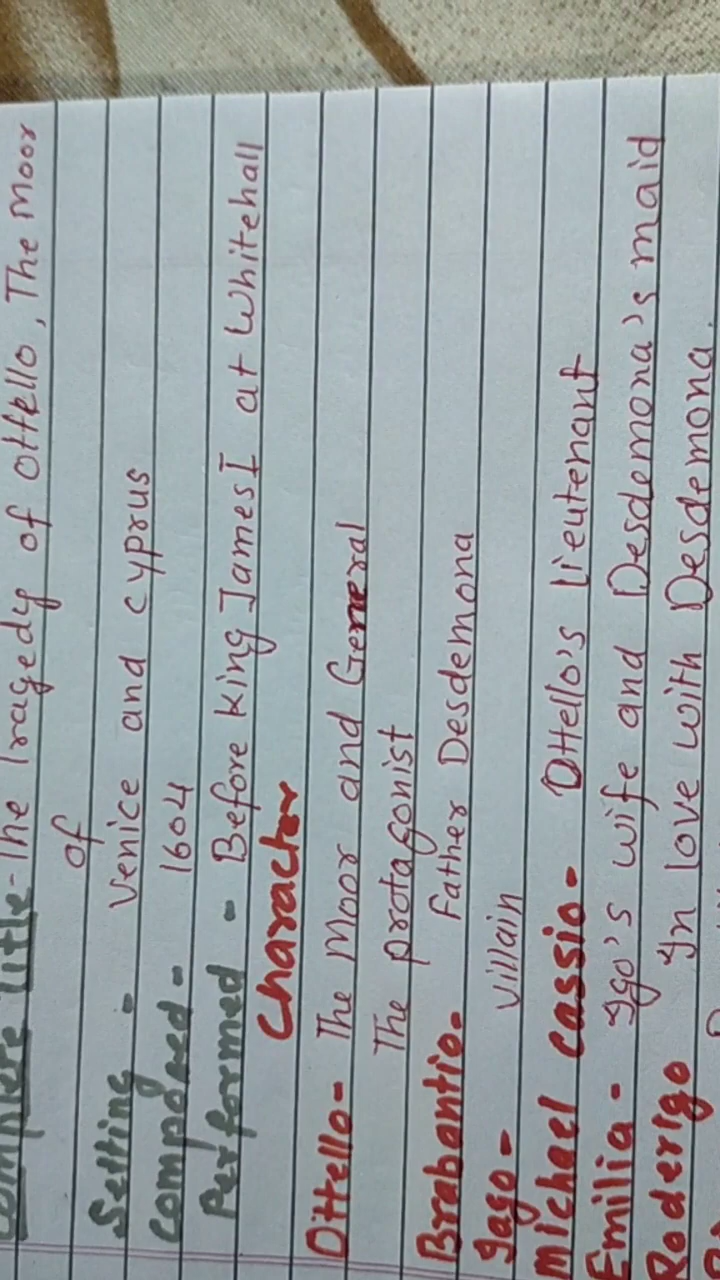 Complete Title - The Tragedy of Othello, The Moor
of
Setting - Venice and Cyprus
Composed - 1604
Performed - Before King James I at Whitehall
Character
Othello - The Moor and General
The protagonist
Brabantio - Father Desdemona
Iago - Villain
Michael Cassio - Othello's lieutenant
Emilia - Igo's wife and Desdemona's maid
Roderigo In love with Desdemona.